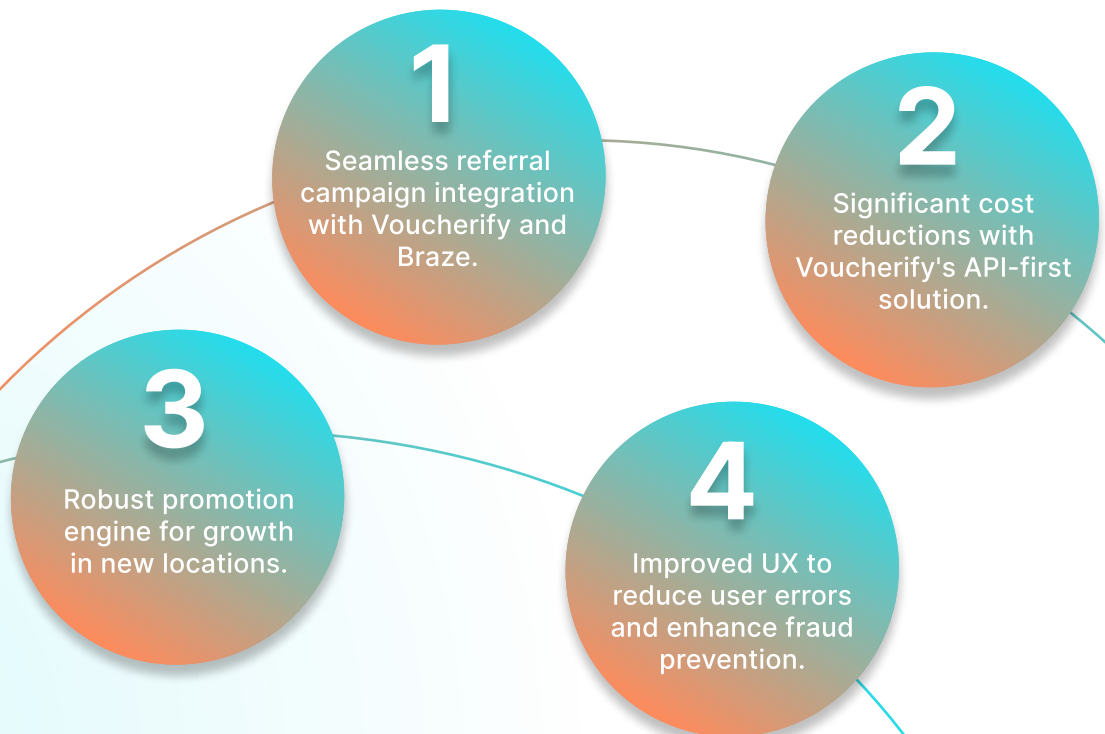 1
Seamless referral
campaign integration
with Voucherify and
Braze.
2
Significant cost
reductions with
Voucherify's API-first
solution.
3
Robust promotion
engine for growth
in new locations.
4
Improved UX to
reduce user errors
and enhance fraud
prevention.